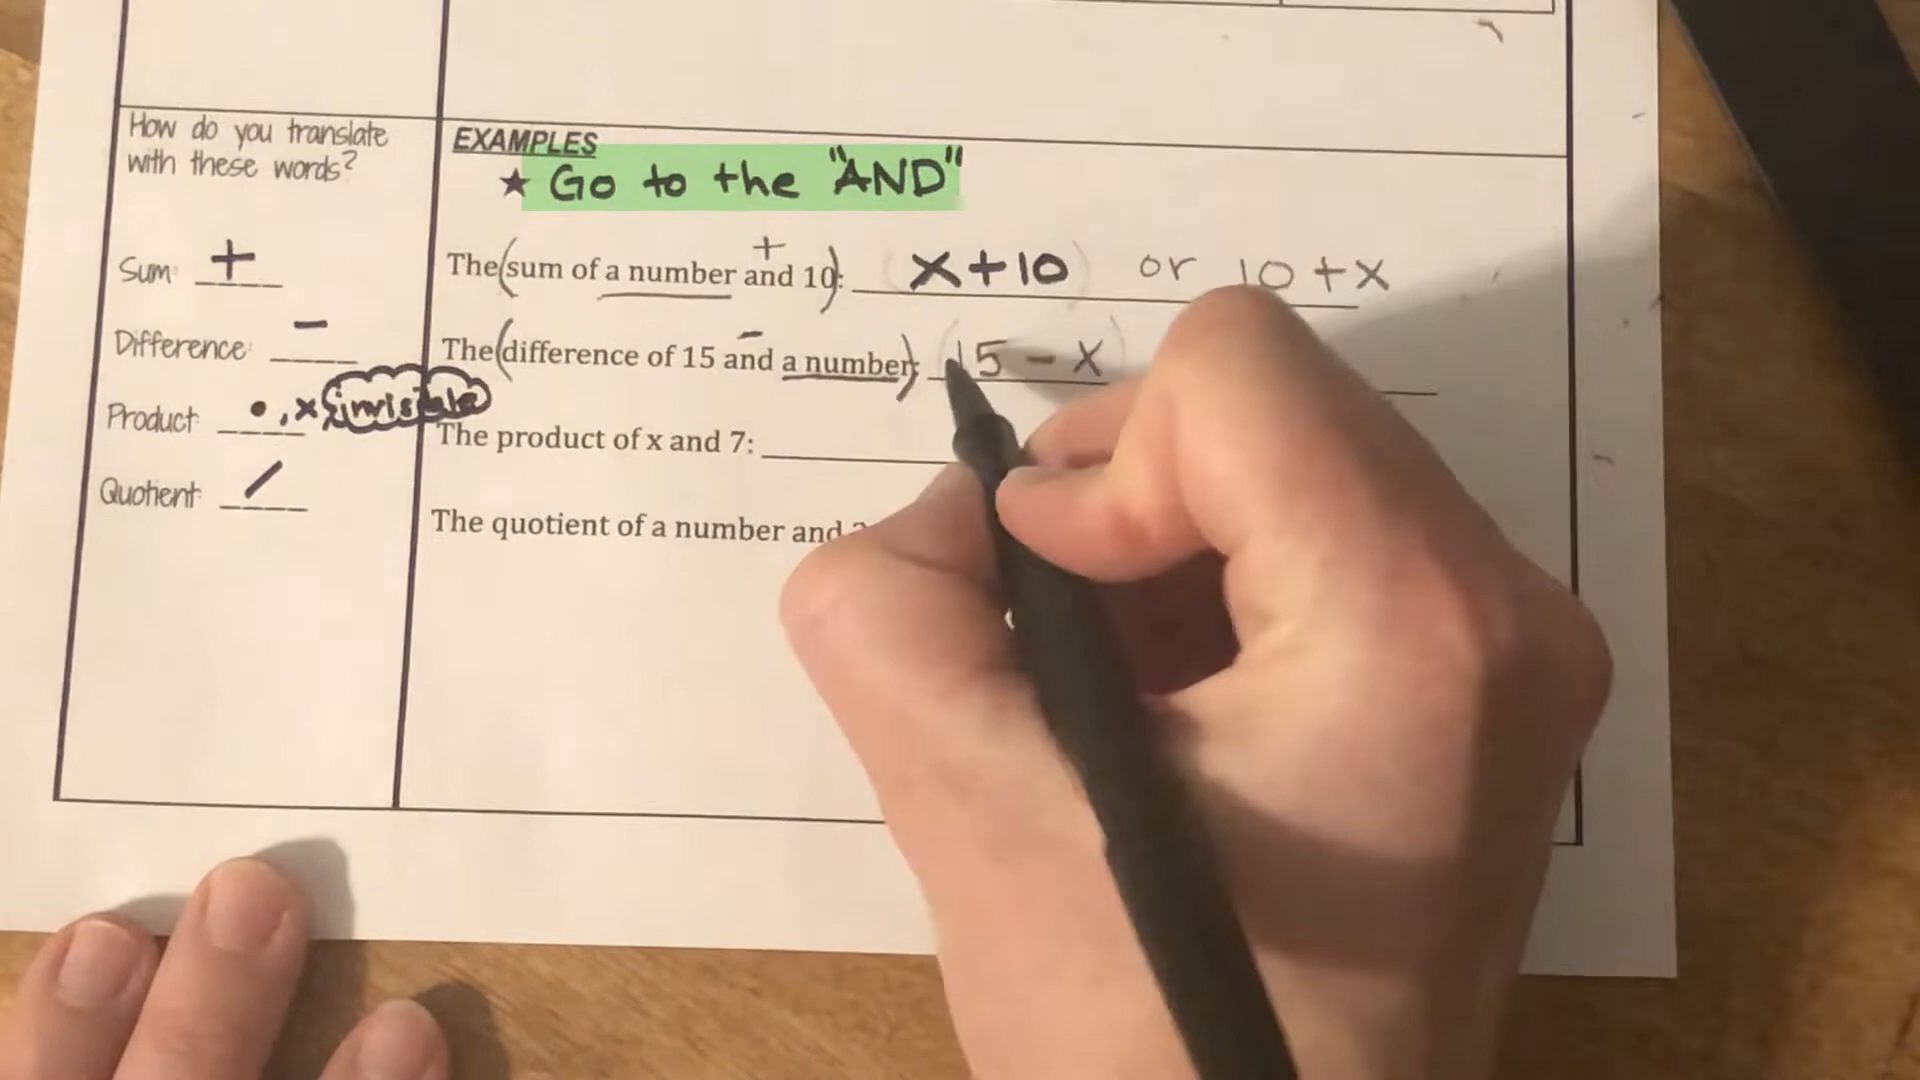 How do you translate
with these words?
Sum: +
Difference: -
Product: •, x invisible
Quotient: /
EXAMPLES
★ Go to the "AND"
+
The (sum of a number and 10): (x+10) or 10+x
-
The (difference of 15 and a number): (15 - x)
The product of x and 7:
The quotient of a number and